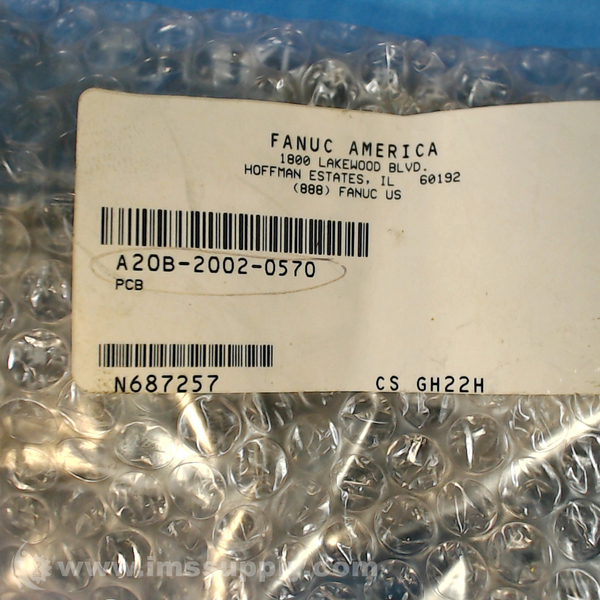 FANUC AMERICA
1800 LAKEWOOD BLVD.
HOFFMAN ESTATES, IL 60192
(888) FANUC US
A20B-2002-0570
PCB
N687257 CS GH22H
www.imssupply.com